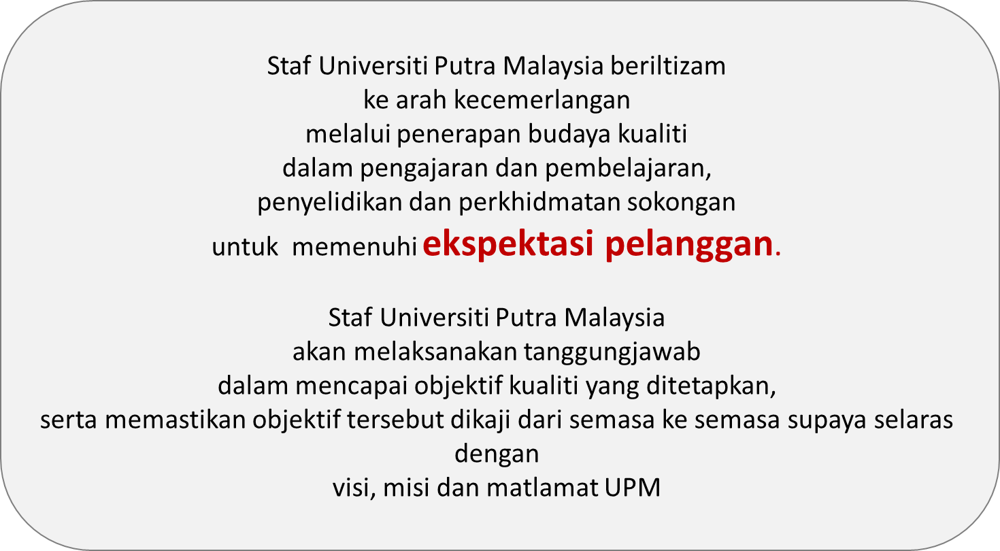 Staf Universiti Putra Malaysia beriltizam
ke arah kecemerlangan
melalui penerapan budaya kualiti
dalam pengajaran dan pembelajaran,
penyelidikan dan perkhidmatan sokongan
untuk  memenuhi ekspektasi pelanggan.
Staf Universiti Putra Malaysia
akan melaksanakan tanggungjawab
dalam mencapai objektif kualiti yang ditetapkan,
serta memastikan objektif tersebut dikaji dari semasa ke semasa supaya selaras
dengan
visi, misi dan matlamat UPM